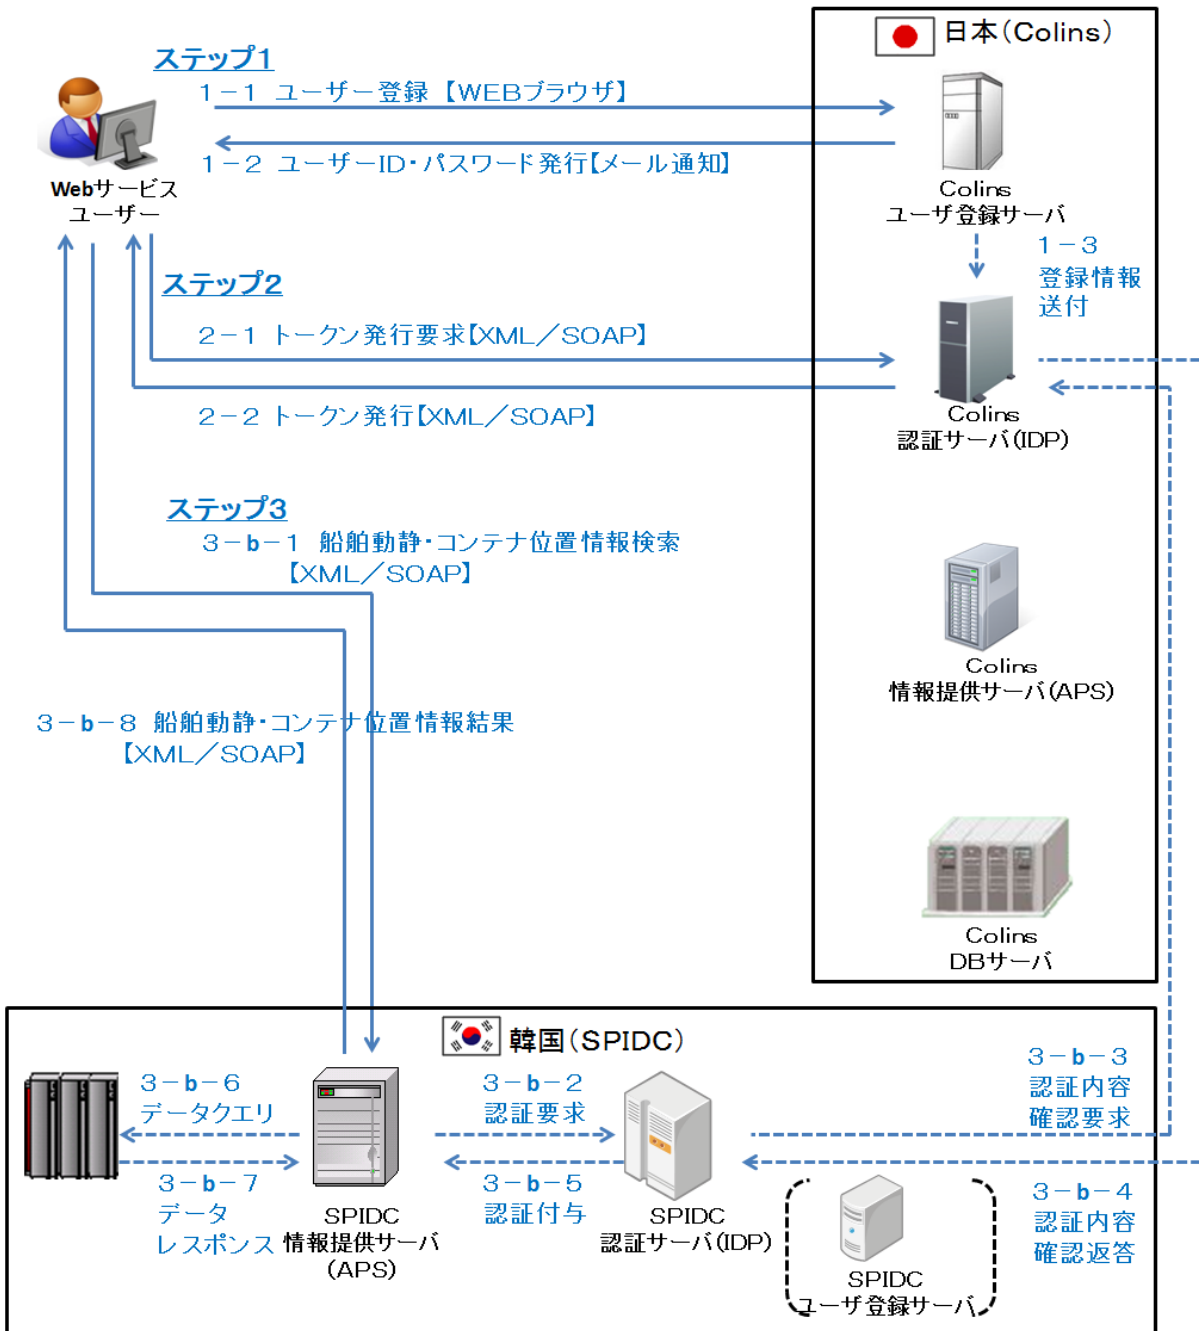 日本(Colins)
ステップ1
1－1 ユーザー登録 【WEBブラウザ】
1－2 ユーザーID・パスワード発行【メール通知】
Webサービス
ユーザー
Colins
ユーザ登録サーバ
1－3
登録情報
送付
ステップ2
2－1 トークン発行要求【XML／SOAP】
2－2 トークン発行【XML／SOAP】
Colins
認証サーバ(IDP)
ステップ3
3－b－1 船舶動静・コンテナ位置情報検索
【XML／SOAP】
Colins
情報提供サーバ(APS)
3－b－8 船舶動静・コンテナ位置情報結果
【XML／SOAP】
Colins
DBサーバ
韓国(SPIDC)
3－b－6
データクエリ
3－b－2
認証要求
3－b－3
認証内容
確認要求
3－b－7
データ
レスポンス
3－b－5
認証付与
3－b－4
認証内容
確認返答
SPIDC
情報提供サーバ
(APS)
SPIDC
認証サーバ(IDP)
SPIDC
ユーザ登録サーバ